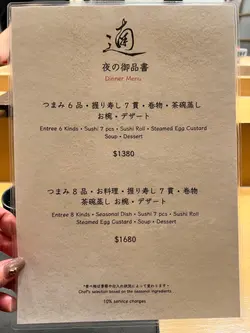 夜の御品書
Dinner Menu
つまみ6品・握り寿し7貫・巻物・茶碗蒸し
お椀・デザート
Entree 6 Kinds • Sushi 7 pcs • Sushi Roll • Steamed Egg Custard
Soup • Dessert
$1380
つまみ8品・お料理・握り寿し7貫・巻物
茶碗蒸し お椀・デザート
Entree 8 Kinds • Seasonal Dish • Sushi 7 pcs • Sushi Roll
Steamed Egg Custard • Soup • Dessert
$1680
Chef's selection based on the seasonal ingredients
10% service charges